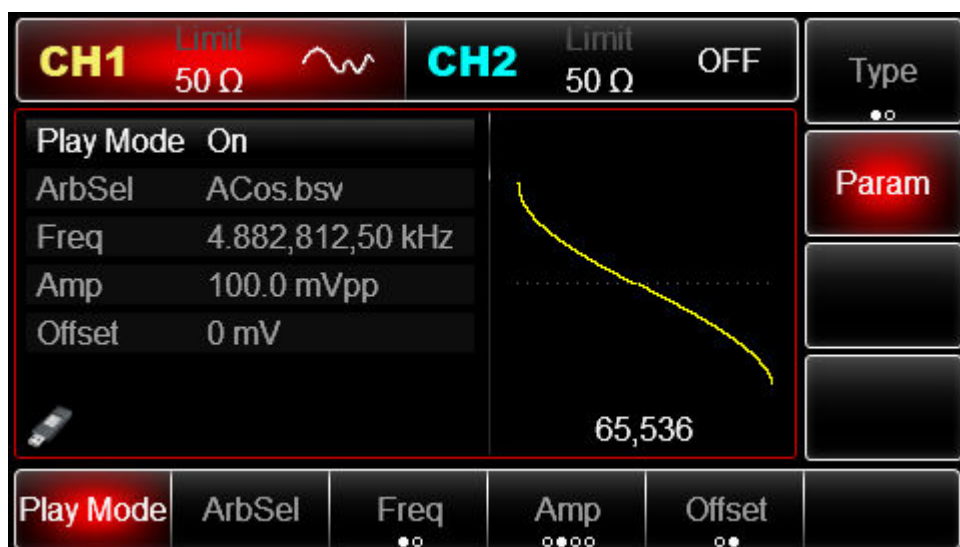 CH1 Limit 50 Ω
CH2 Limit 50 Ω OFF
Type
Param
Play Mode On
ArbSel ACos.bsv
Freq 4.882,812,50 kHz
Amp 100.0 mVpp
Offset 0 mV
65,536
Play Mode ArbSel Freq Amp Offset